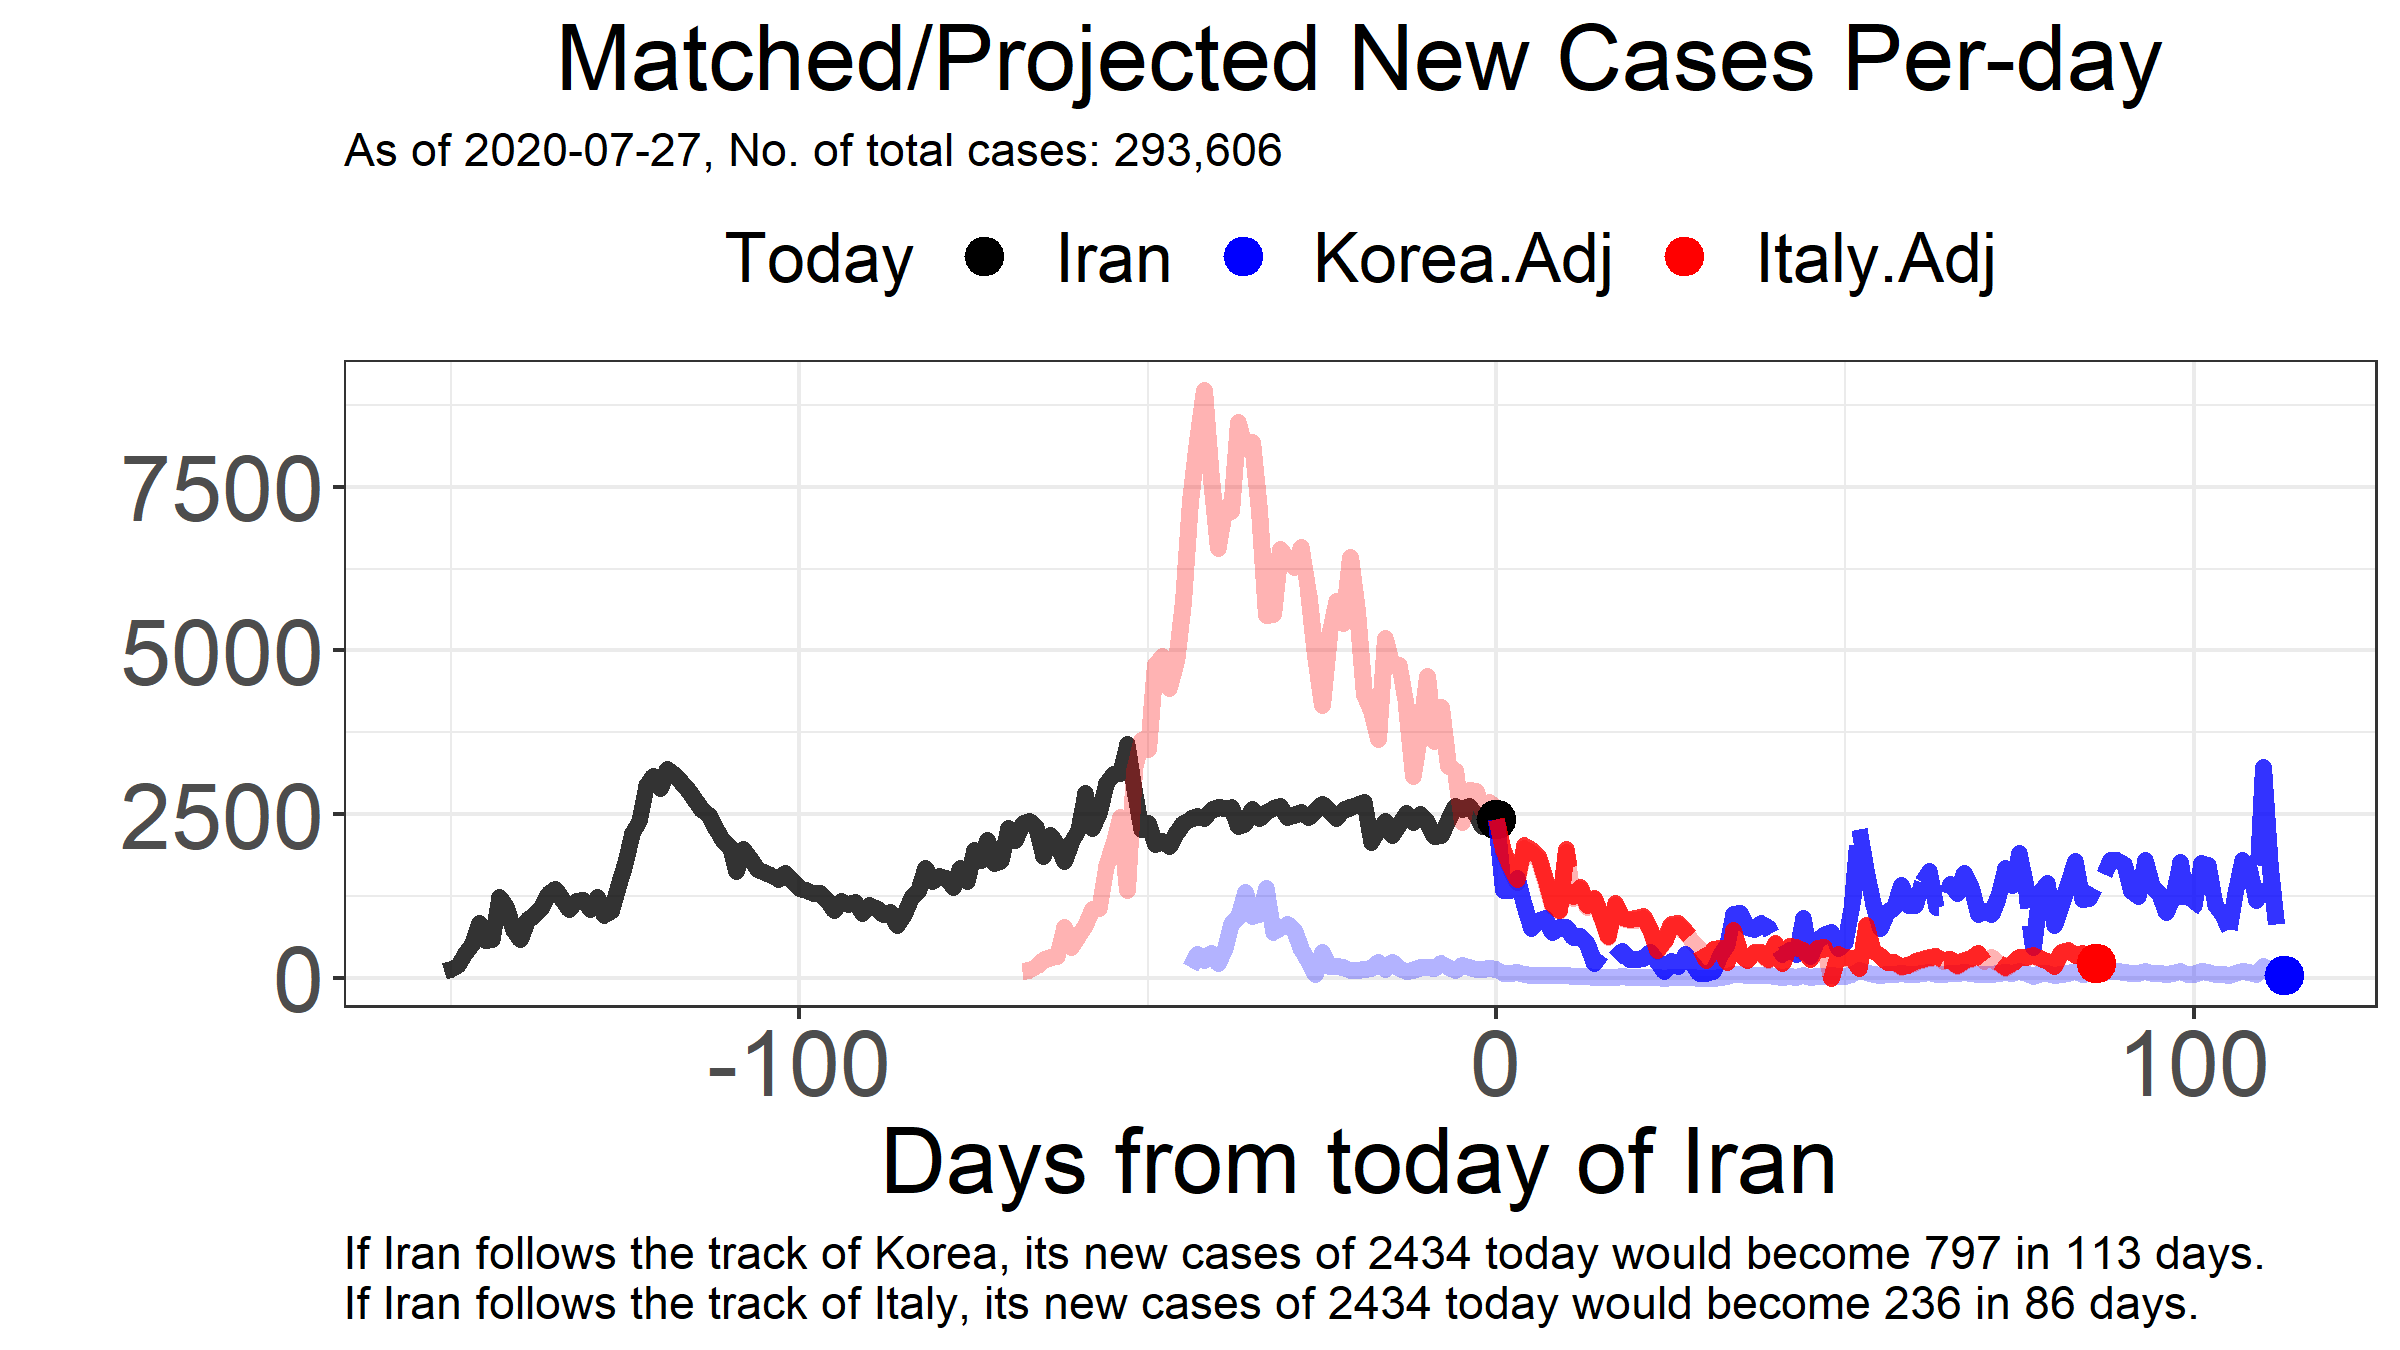 Matched/Projected New Cases Per-day
As of 2020-07-27, No. of total cases: 293,606
Today Iran Korea.Adj Italy.Adj
7500
5000
2500
0
-100 0 100
Days from today of Iran
If Iran follows the track of Korea, its new cases of 2434 today would become 797 in 113 days.
If Iran follows the track of Italy, its new cases of 2434 today would become 236 in 86 days.